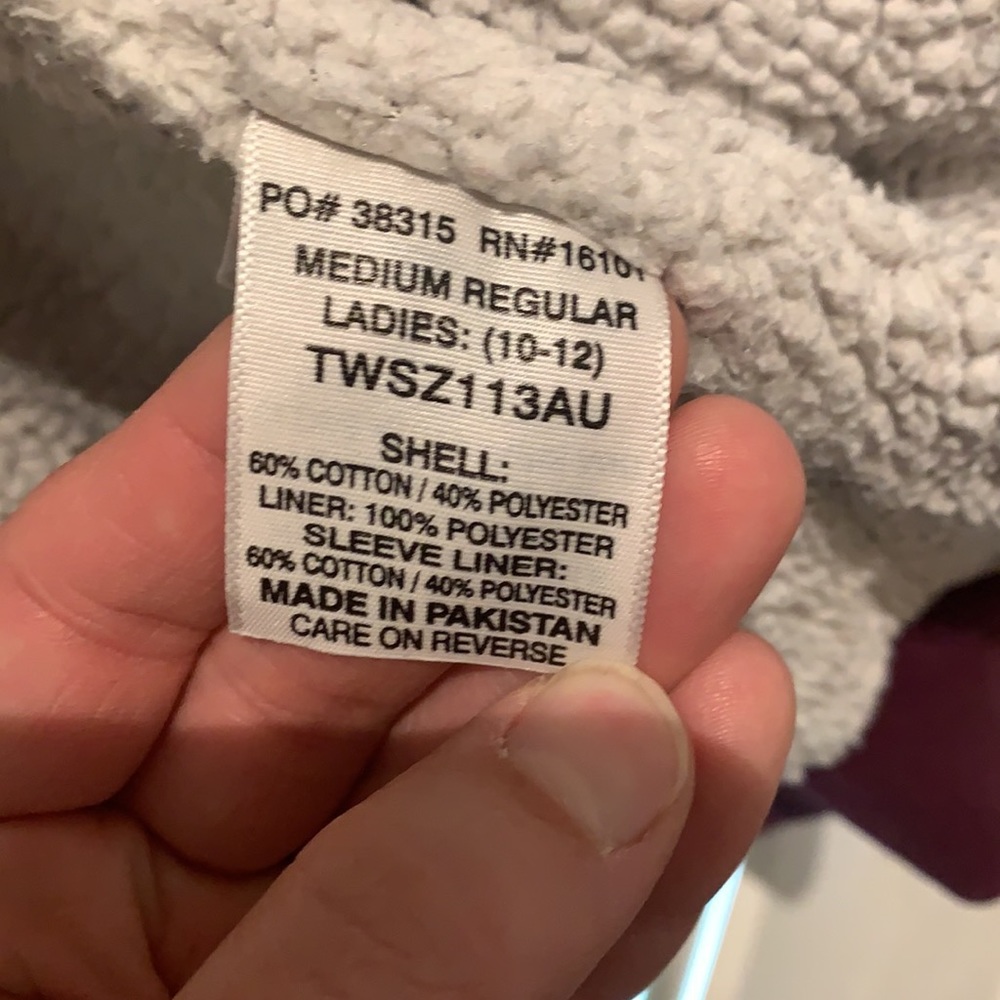 PO# 38315 RN#16101
MEDIUM REGULAR
LADIES: (10-12)
TWSZ113AU
SHELL:
60% COTTON / 40% POLYESTER
LINER: 100% POLYESTER
SLEEVE LINER:
60% COTTON / 40% POLYESTER
MADE IN PAKISTAN
CARE ON REVERSE